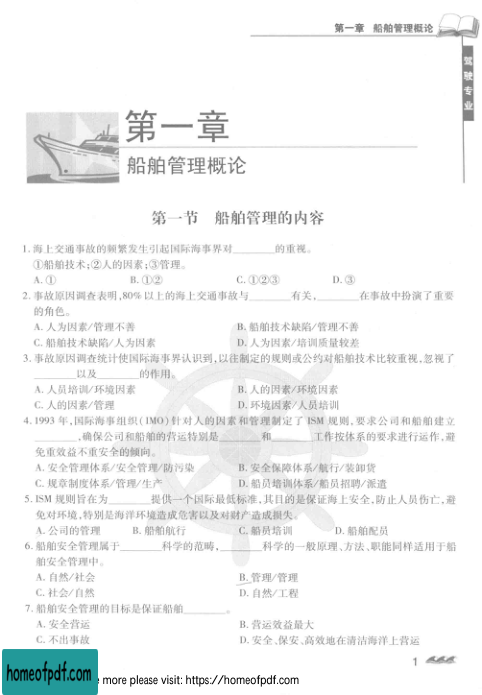 第一章 船舶管理概论
驾驶专业
第一章
船舶管理概论
第一节 船舶管理的内容
1. 海上交通事故的频繁发生引起国际海事界对________的重视。
①船舶技术;②人的因素;③管理。
A. ① B. ①② C. ①②③ D. ③
2. 事故原因调查表明,80%以上的海上交通事故与________有关,________在事故中扮演了重要
的角色。
A. 人为因素/管理不善 B. 船舶技术缺陷/管理不善
C. 船舶技术缺陷/人为因素 D. 人为因素/培训质量较差
3. 事故原因调查统计使国际海事界认识到,以往制定的规则或公约对船舶技术比较重视,忽视了
________以及________的作用。
A. 人员培训/环境因素 B. 人的因素/环境因素
C. 人的因素/管理 D. 环境因素/人员培训
4. 1993 年,国际海事组织(IMO)针对人的因素和管理制定了 ISM 规则,要求公司和船舶建立
________,确保公司和船舶的营运特别是________和________工作按体系的要求进行运作,避
免重效益不重安全的倾向。
A. 安全管理体系/安全管理/防污染 B. 安全保障体系/航行/装卸货
C. 规章制度体系/管理/生产 D. 船员培训体系/船员招聘/派遣
5. ISM 规则旨在为________提供一个国际最低标准,其目的是保证海上安全,防止人员伤亡,避
免对环境,特别是海洋环境造成危害以及对财产造成损失。
A. 公司的管理 B. 船舶航行 C. 船员培训 D. 船舶配员
6. 船舶安全管理属于________科学的范畴,________科学的一般原理、方法、职能同样适用于船
舶安全管理中。
A. 自然/社会 B. 管理/管理
C. 社会/自然 D. 自然/工程
7. 船舶安全管理的目标是保证船舶________。
A. 安全营运 B. 营运效益最大
C. 不出事故 D. 安全、保安、高效地在清洁海洋上营运
1
homeofpdf.com
e more please visit: https://homeofpdf.com